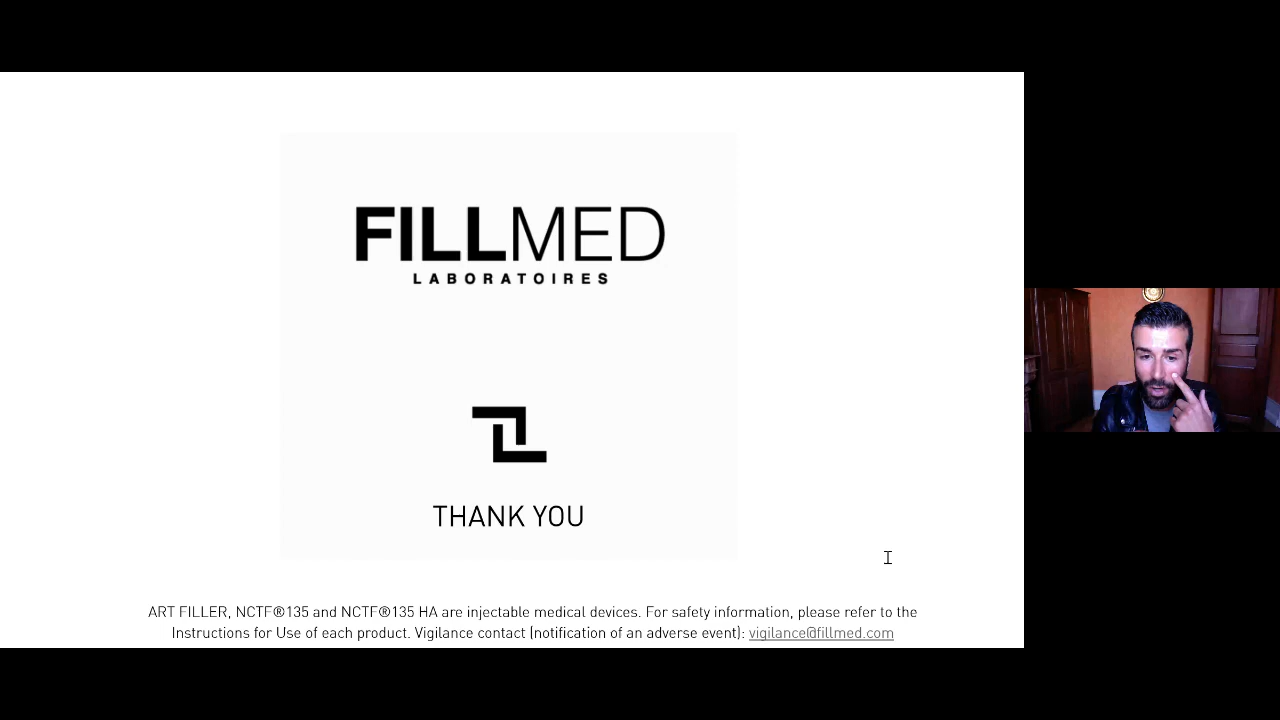 FILLMED
LABORATOIRES
THANK YOU
ART FILLER, NCTF®135 and NCTF®135 HA are injectable medical devices. For safety information, please refer to the
Instructions for Use of each product. Vigilance contact (notification of an adverse event): vigilance@fillmed.com